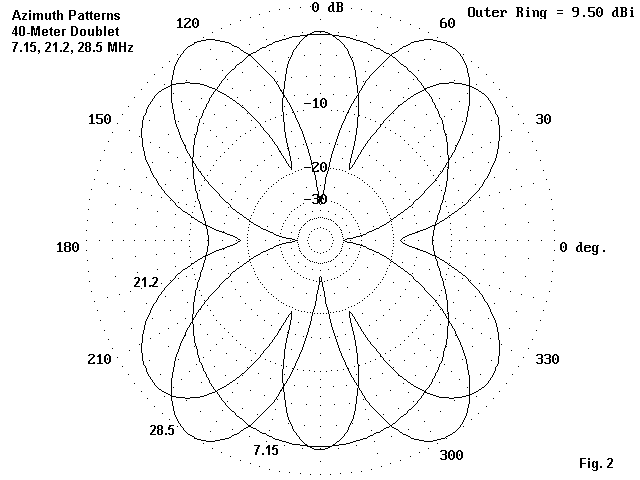 Azimuth Patterns
40-Meter Doublet
7.15, 21.2, 28.5 MHz
0 dB
Outer Ring = 9.50 dBi
120
60
-10
150
30
-20
-30
180
0 deg.
21.2
210
330
28.5
7.15
300
Fig. 2